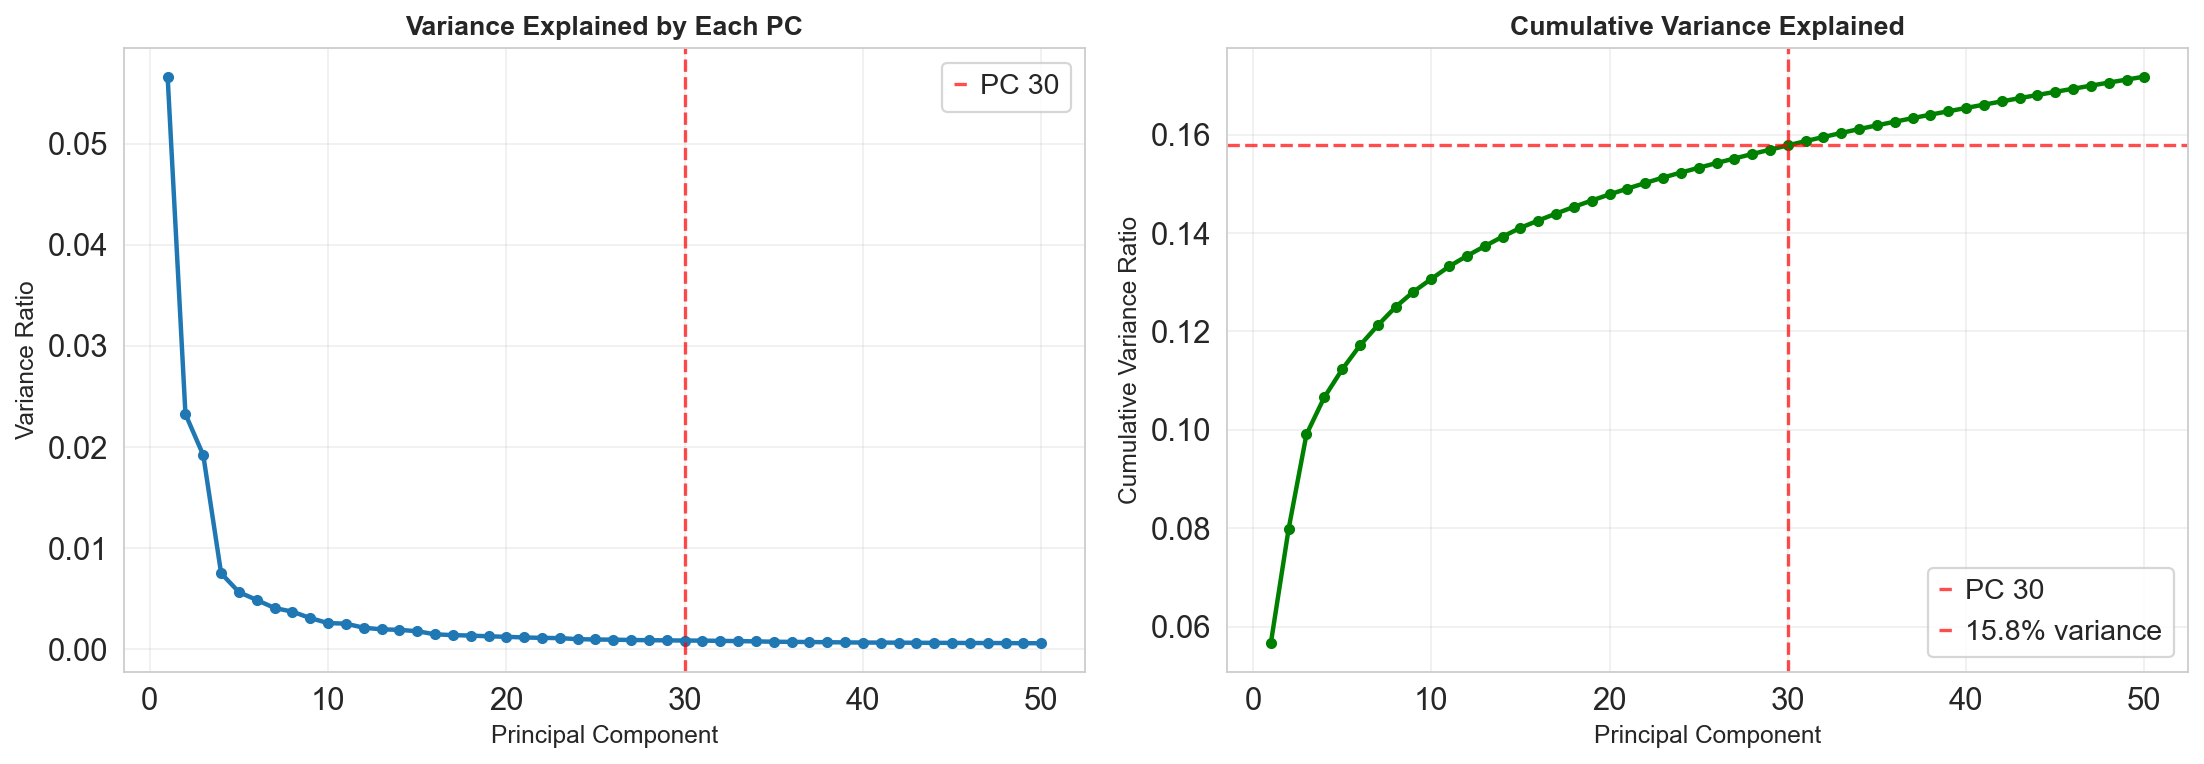 Variance Explained by Each PC
Variance Ratio
0.05
0.04
0.03
0.02
0.01
0.00
PC 30
0 10 20 30 40 50
Principal Component
Cumulative Variance Explained
Cumulative Variance Ratio
0.16
0.14
0.12
0.10
0.08
0.06
PC 30
15.8% variance
0 10 20 30 40 50
Principal Component